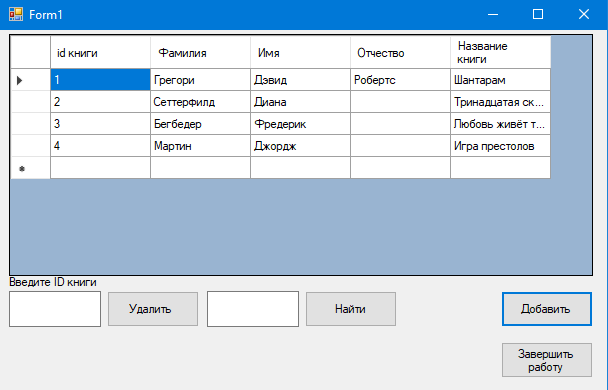 Form1
id книги Фамилия Имя Отчество Название книги
1 Грегори Дэвид Робертс Шантарам
2 Сеттерфилд Диана Тринадцатая ск...
3 Бегбедер Фредерик Любовь живёт т...
4 Мартин Джордж Игра престолов
Введите ID книги
Удалить Найти Добавить
Завершить
работу